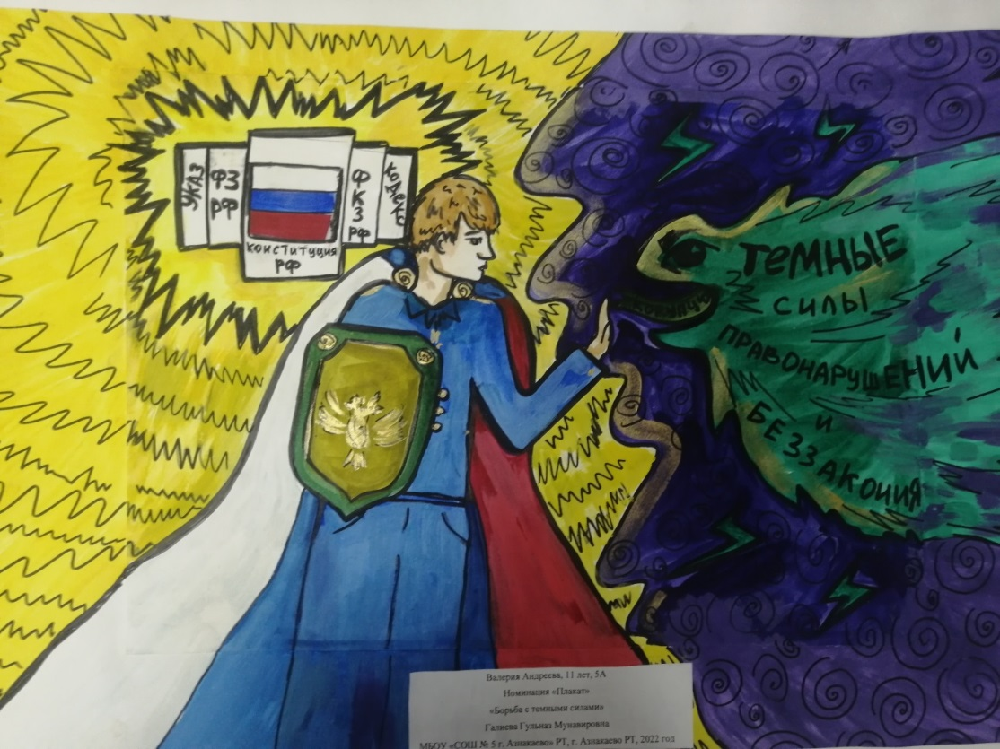 Указ
ФЗ
РФ
КОНСТИТУЦИЯ
РФ
ФКЗ
РФ
ТЕМНЫЕ
СИЛЫ
ПРАВОНАРУШЕНИЙ
И
БЕЗЗАКОНИЯ
Валерия Андреева, 11 лет, 5А
Номинация «Плакат»
«Борьба с темными силами»
Галиева Гульназ Мунавировна
МБОУ «СОШ № 5 г. Азнакаево» РТ, г. Азнакаево РТ, 2022 год